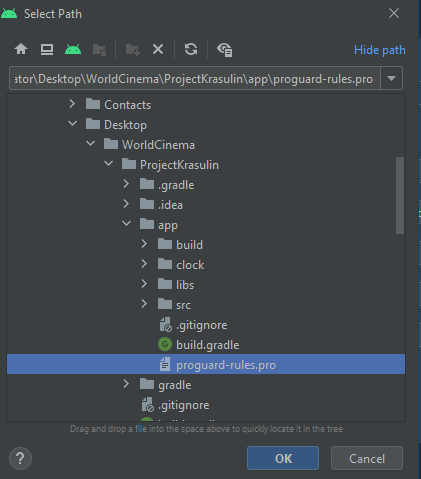 Select Path
Hide path
ator\Desktop\WorldCinema\ProjectKrasulin\app\proguard-rules.pro
Contacts
Desktop
WorldCinema
ProjectKrasulin
.gradle
.idea
app
build
clock
libs
src
.gitignore
build.gradle
proguard-rules.pro
gradle
.gitignore
Drag and drop a file into the space above to quickly locate it in the tree
?
OK
Cancel